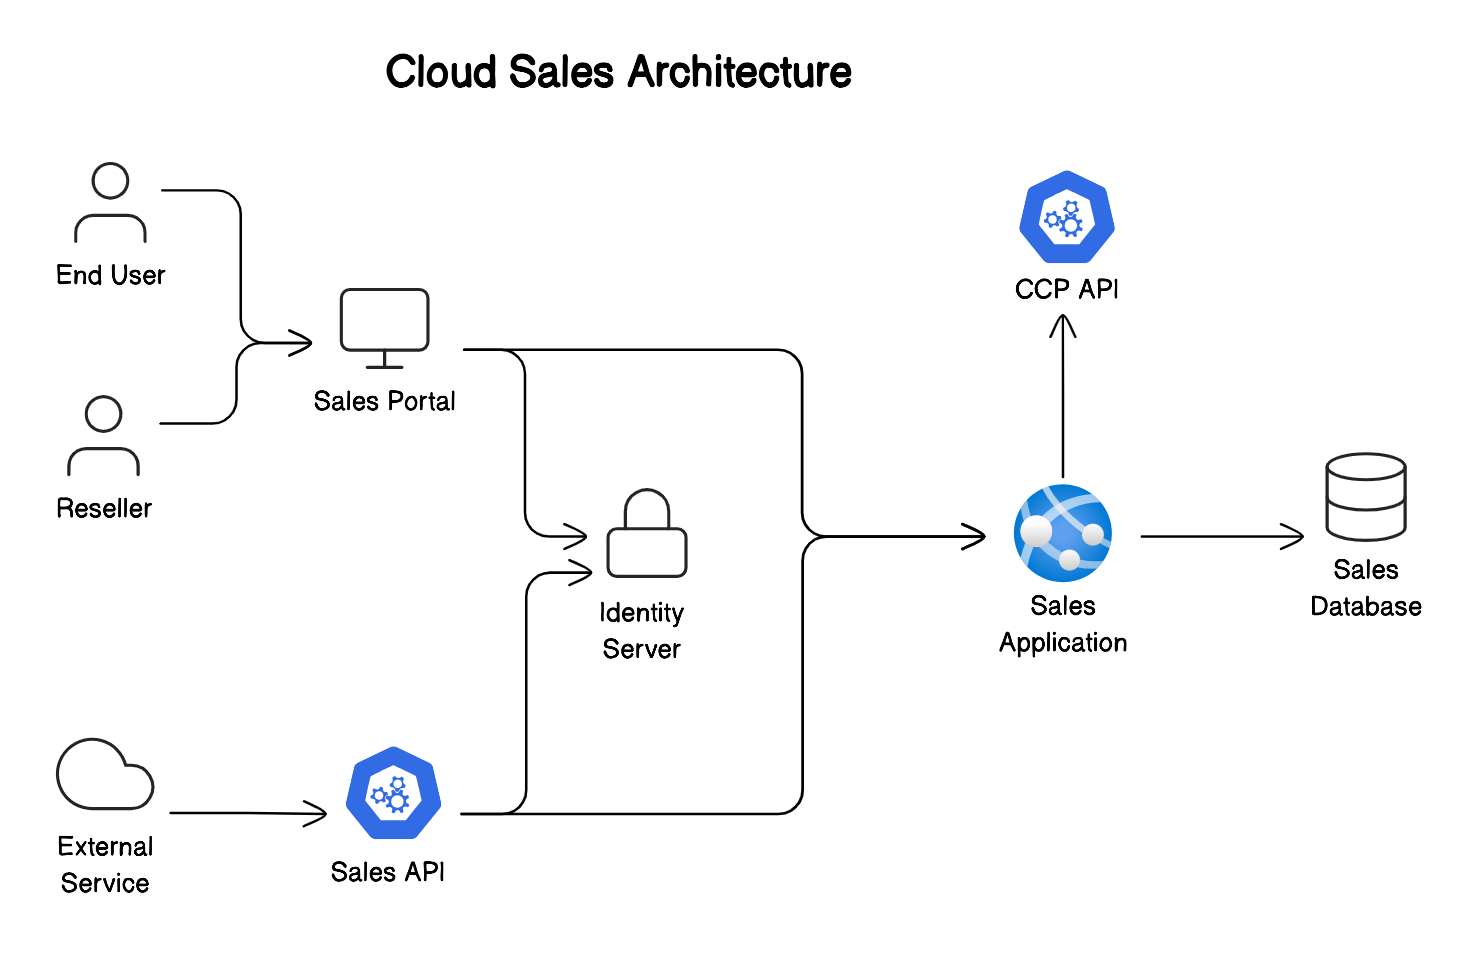 Cloud Sales Architecture
End User
CCP API
Sales Portal
Reseller
Identity
Server
Sales
Application
Sales
Database
External
Service
Sales API